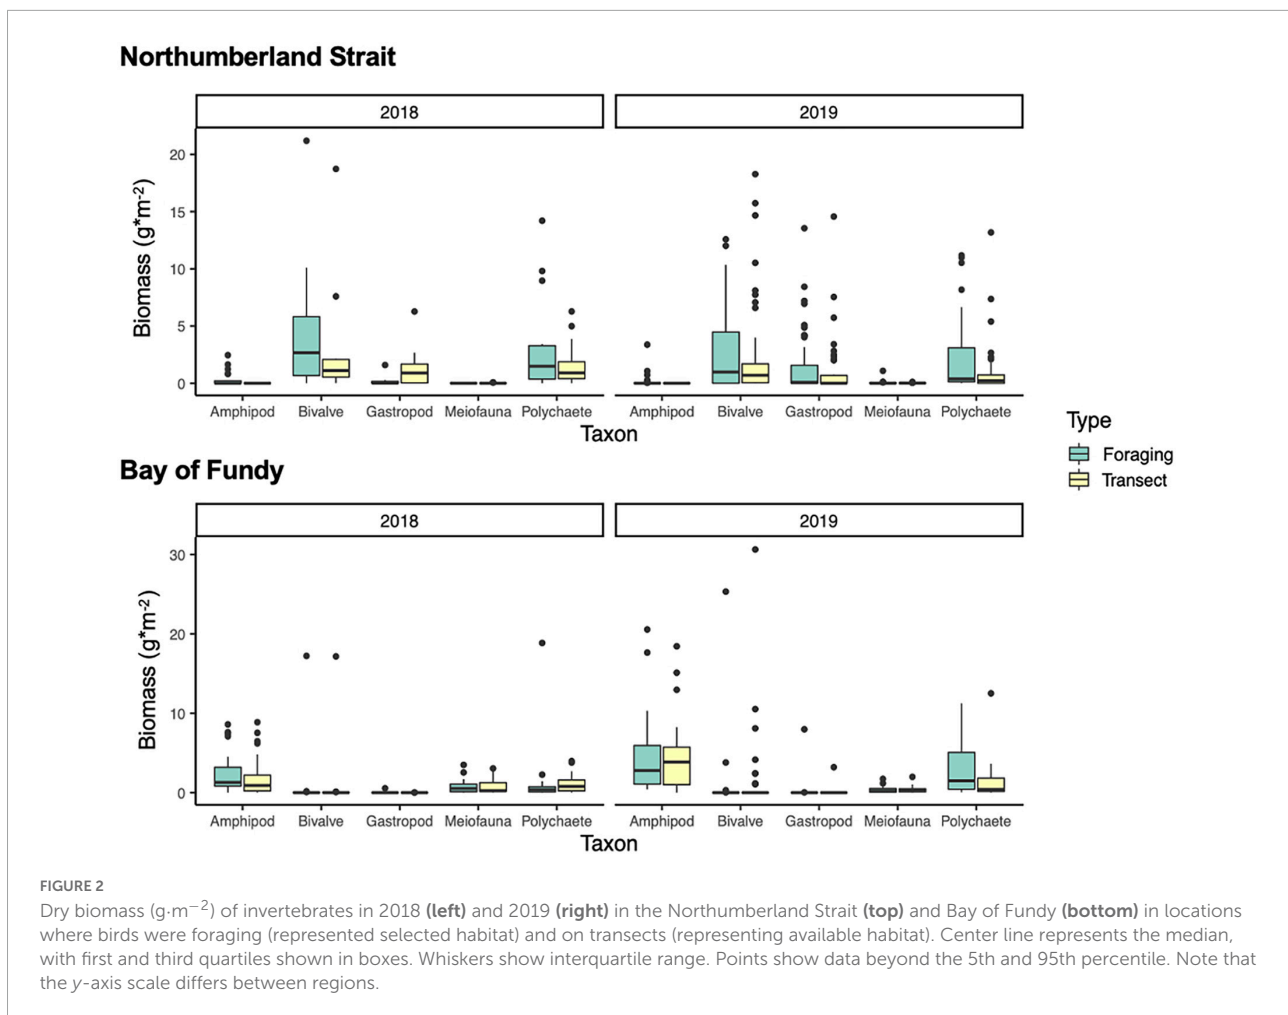 Northumberland Strait
2018
2019
Biomass (g*m-2)
20
15
10
5
0
Amphipod Bivalve Gastropod Meiofauna Polychaete
Amphipod Bivalve Gastropod Meiofauna Polychaete
Taxon
Type
Foraging
Transect
Bay of Fundy
2018
2019
Biomass (g*m-2)
30
20
10
0
Amphipod Bivalve Gastropod Meiofauna Polychaete
Amphipod Bivalve Gastropod Meiofauna Polychaete
Taxon
FIGURE 2
Dry biomass (g·m−2) of invertebrates in 2018 (left) and 2019 (right) in the Northumberland Strait (top) and Bay of Fundy (bottom) in locations
where birds were foraging (represented selected habitat) and on transects (representing available habitat). Center line represents the median,
with first and third quartiles shown in boxes. Whiskers show interquartile range. Points show data beyond the 5th and 95th percentile. Note that
the y-axis scale differs between regions.